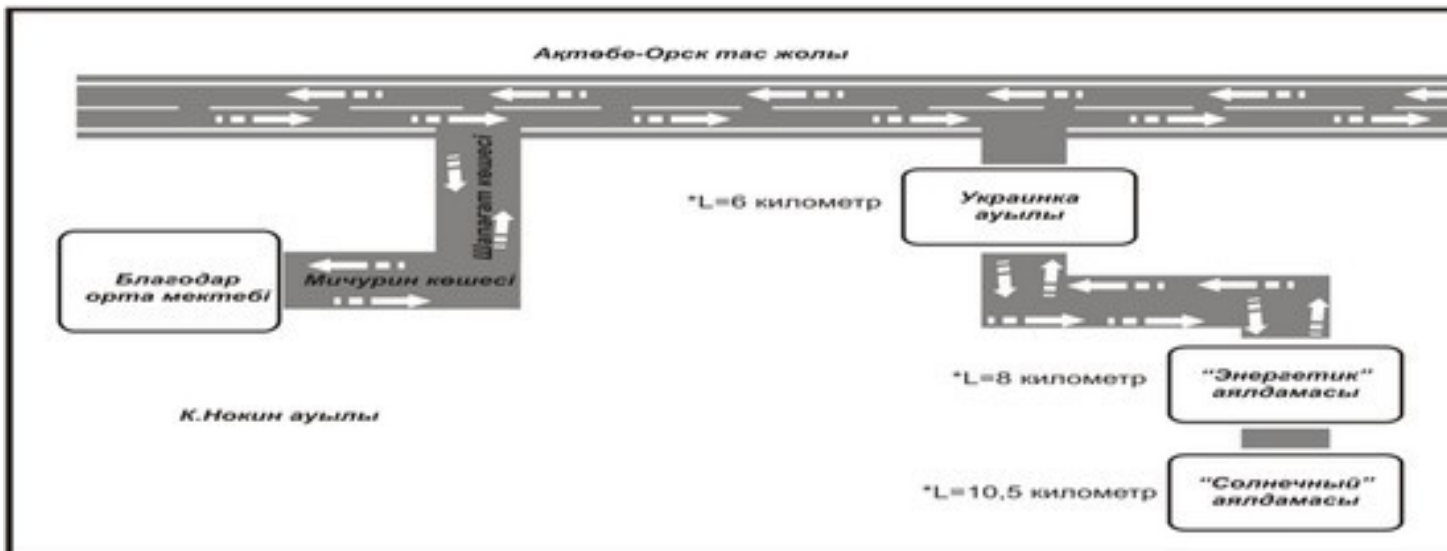 Ақтөбе-Орск тас жолы
Шапағат көшесі
*L=6 километр
Украинка
ауылы
Благодар
орта мектебі
Мичурин көшесі
*L=8 километр
"Энергетик"
аялдамасы
К.Нокин ауылы
*L=10,5 километр
"Солнечный"
аялдамасы